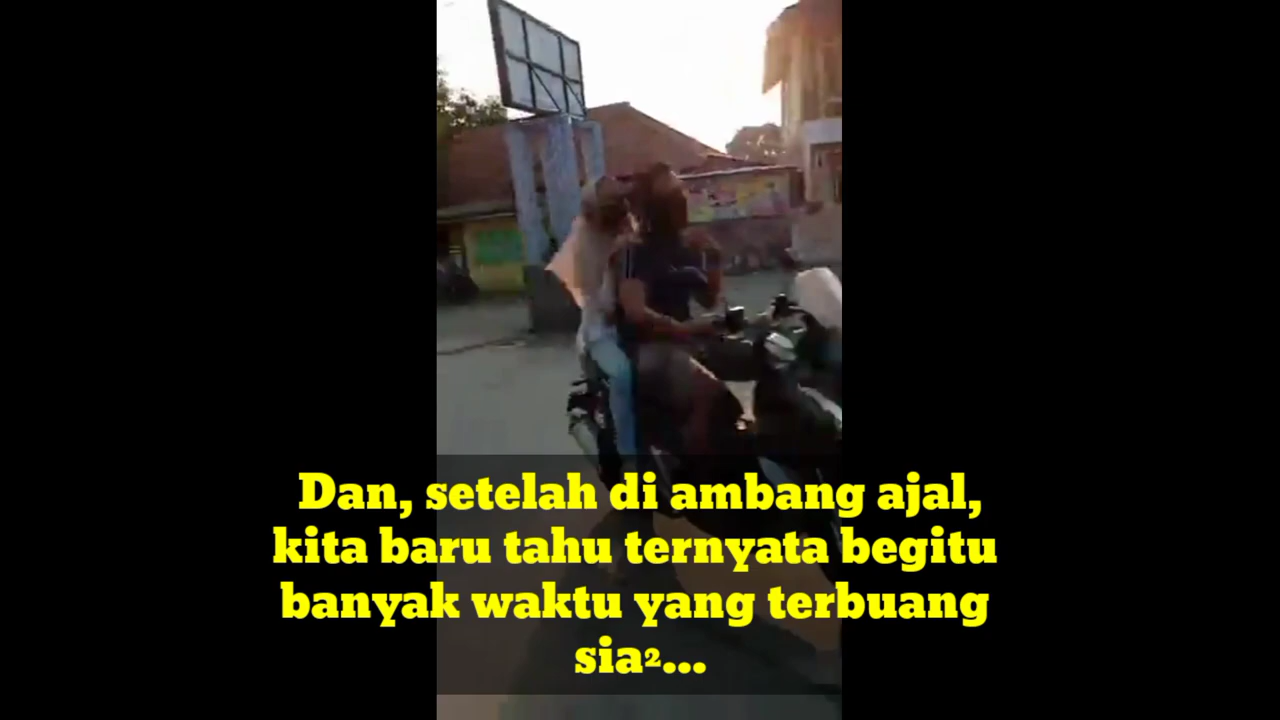 Dan, setelah di ambang ajal,
kita baru tahu ternyata begitu
banyak waktu yang terbuang
sia²...